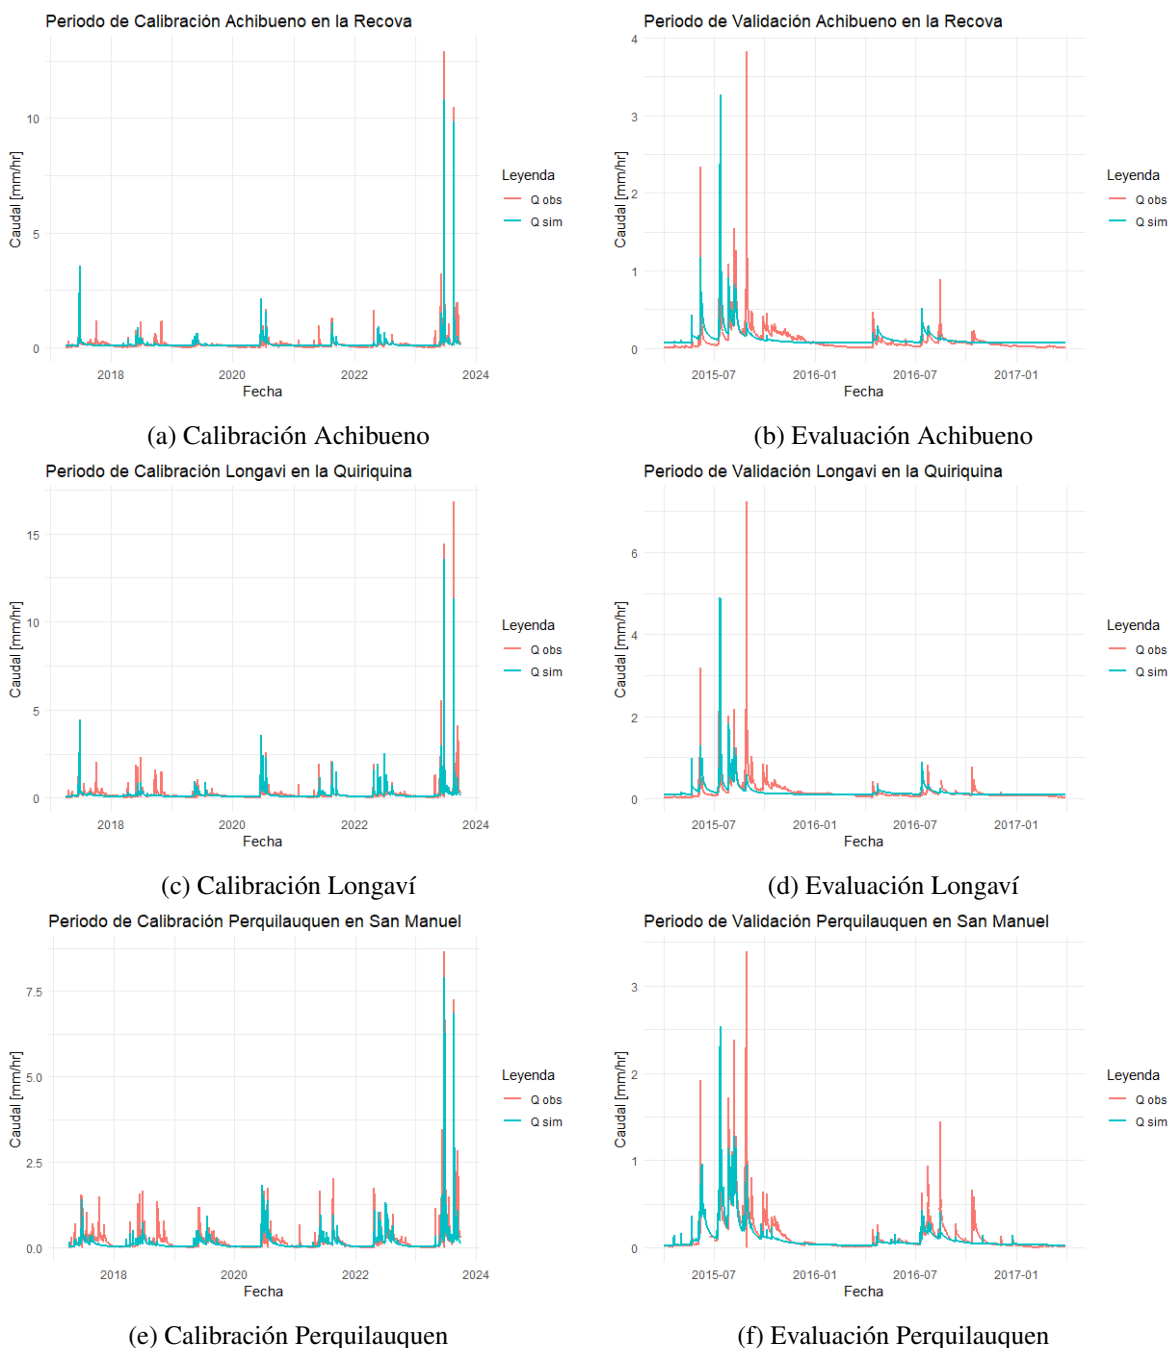 Periodo de Calibración Achibueno en la Recova
Caudal [mm/hr]
10
5
0
2018 2020 2022 2024
Fecha
Leyenda
Q obs
Q sim
(a) Calibración Achibueno
Periodo de Validación Achibueno en la Recova
Caudal [mm/hr]
4
3
2
1
0
2015-07 2016-01 2016-07 2017-01
Fecha
Leyenda
Q obs
Q sim
(b) Evaluación Achibueno
Periodo de Calibración Longavi en la Quiriquina
Caudal [mm/hr]
15
10
5
0
2018 2020 2022 2024
Fecha
Leyenda
Q obs
Q sim
(c) Calibración Longaví
Periodo de Validación Longavi en la Quiriquina
Caudal [mm/hr]
6
4
2
0
2015-07 2016-01 2016-07 2017-01
Fecha
Leyenda
Q obs
Q sim
(d) Evaluación Longaví
Periodo de Calibración Perquilauquen en San Manuel
Caudal [mm/hr]
7.5
5.0
2.5
0.0
2018 2020 2022 2024
Fecha
Leyenda
Q obs
Q sim
(e) Calibración Perquilauquen
Periodo de Validación Perquilauquen en San Manuel
Caudal [mm/hr]
3
2
1
0
2015-07 2016-01 2016-07 2017-01
Fecha
Leyenda
Q obs
Q sim
(f) Evaluación Perquilauquen